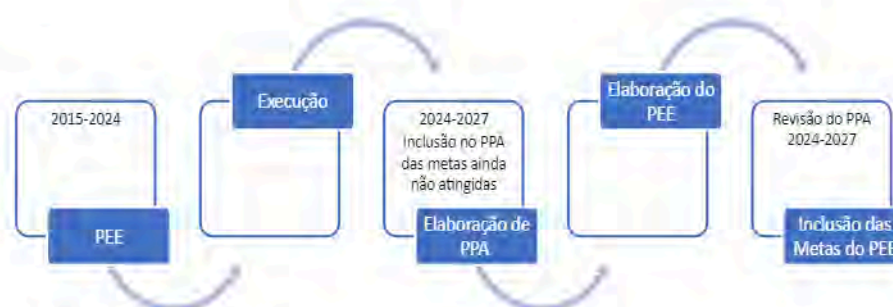 2015-2024
PEE
Execução
2024-2027
Inclusão no PPA
das metas ainda
não atingidas
Elaboração de
PPA
Elaboração do
PEE
Revisão do PPA
2024-2027
Inclusão das
Metas do PEE